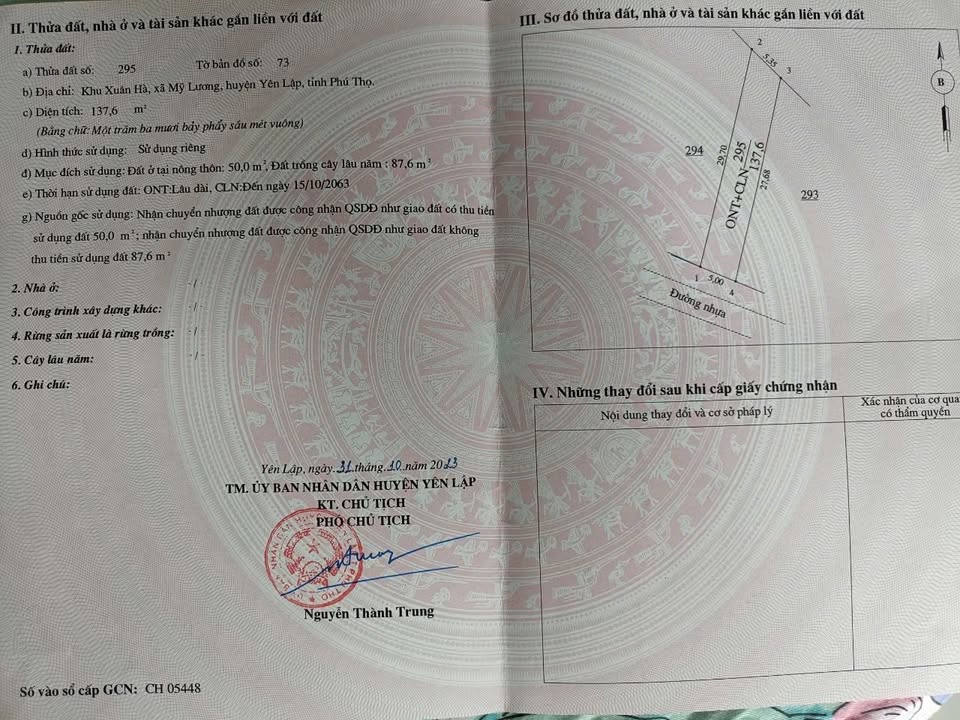 II. Thửa đất, nhà ở và tài sản khác gắn liền với đất
1. Thửa đất:
a) Thửa đất số: 295 Tờ bản đồ số: 73
b) Địa chỉ: Khu Xuân Hà, xã Mỹ Lương, huyện Yên Lập, tỉnh Phú Thọ.
c) Diện tích: 137,6 m²
(Bằng chữ: Một trăm ba mươi bảy phẩy sáu mét vuông)
d) Hình thức sử dụng: Sử dụng riêng
đ) Mục đích sử dụng: Đất ở tại nông thôn: 50,0 m², Đất trồng cây lâu năm : 87,6 m²
e) Thời hạn sử dụng đất: ONT:Lâu dài, CLN:Đến ngày 15/10/2063
g) Nguồn gốc sử dụng: Nhận chuyển nhượng đất được công nhận QSDĐ như giao đất có thu tiền
sử dụng đất 50,0 m²; nhận chuyển nhượng đất được công nhận QSDĐ như giao đất không
thu tiền sử dụng đất 87,6 m²
2. Nhà ở: -/-
3. Công trình xây dựng khác: -/-
4. Rừng sản xuất là rừng trồng: -/-
5. Cây lâu năm: -/-
6. Ghi chú:
Yên Lập, ngày 31 tháng 10 năm 2023
TM. ỦY BAN NHÂN DÂN HUYỆN YÊN LẬP
KT. CHỦ TỊCH
PHÓ CHỦ TỊCH
Nguyễn Thành Trung
Số vào sổ cấp GCN: CH 05448
III. Sơ đồ thửa đất, nhà ở và tài sản khác gắn liền với đất
2
5,35
3
B
294
29,70
ONT+CLN 295
137,6
27,68
293
1
5,00
4
Đường nhựa
IV. Những thay đổi sau khi cấp giấy chứng nhận
Nội dung thay đổi và cơ sở pháp lý
Xác nhận của cơ qua
có thẩm quyền